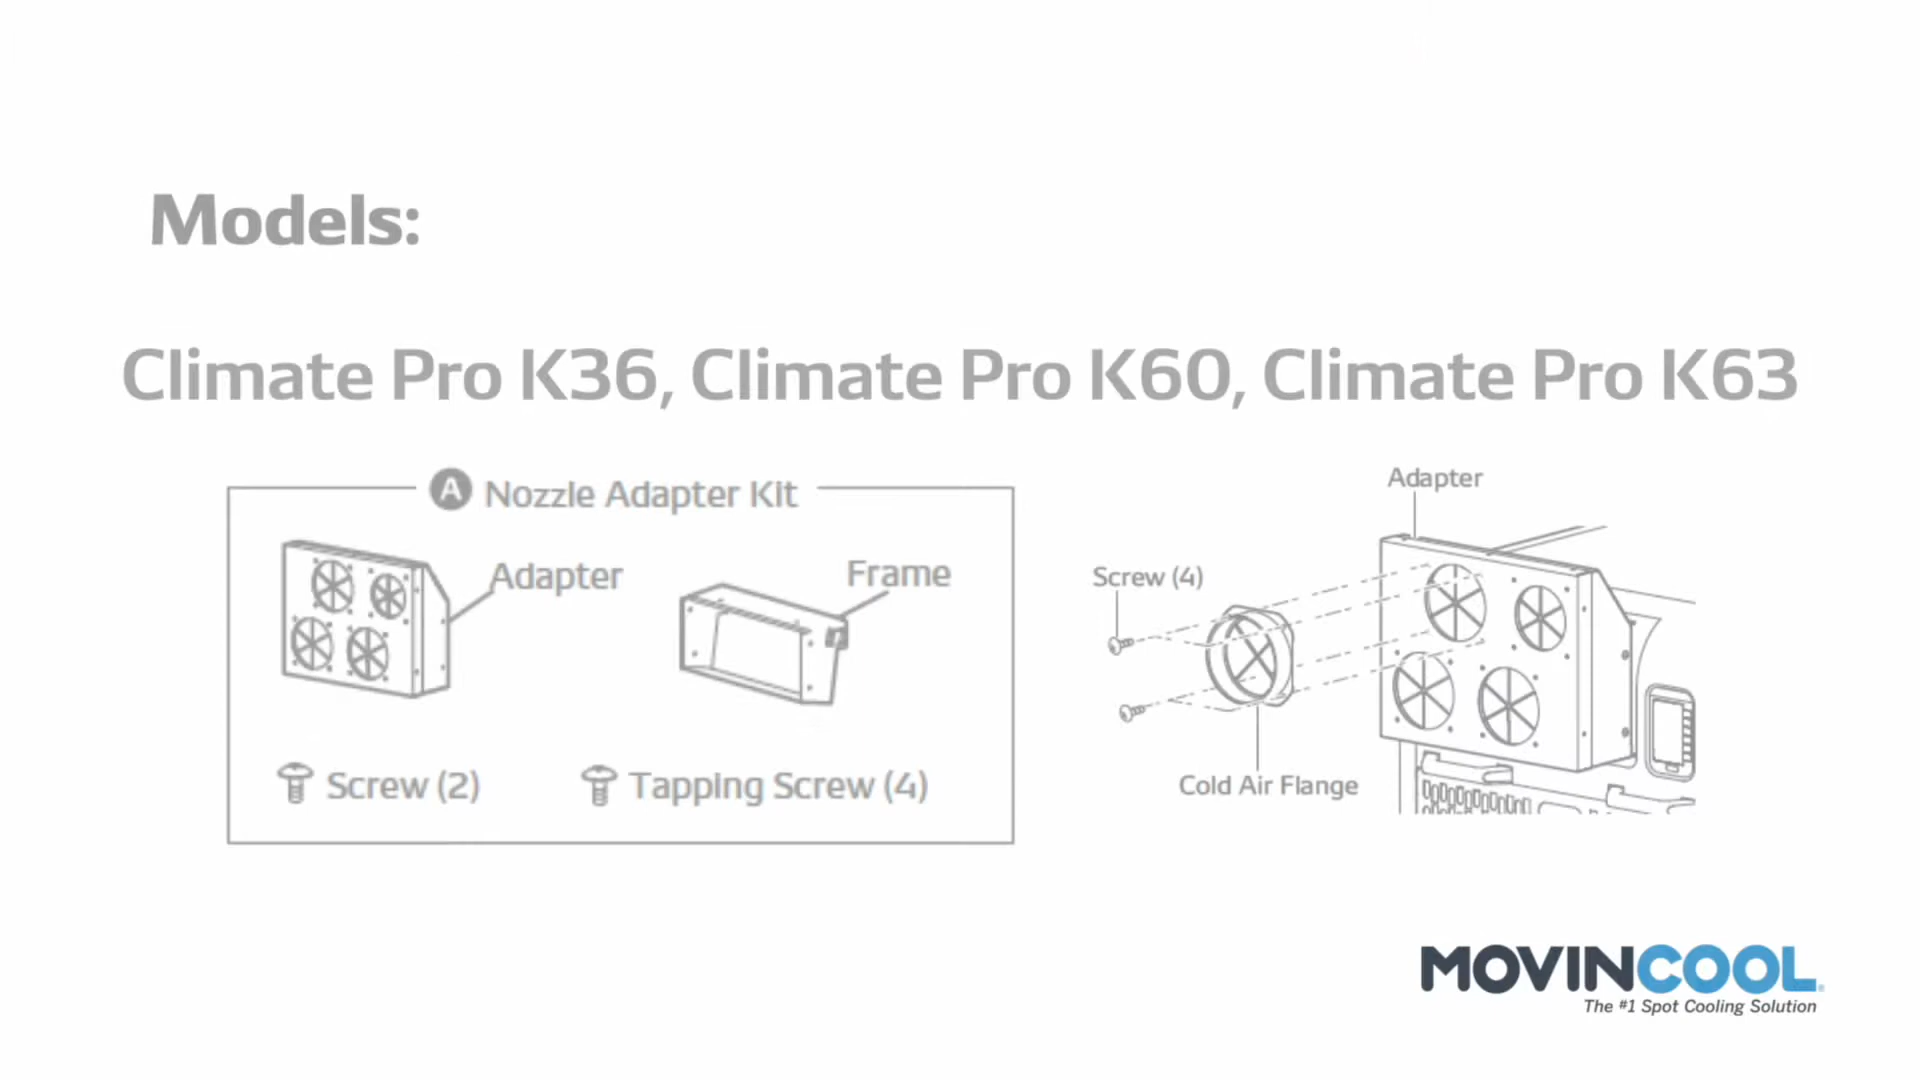 Models:
Climate Pro K36, Climate Pro K60, Climate Pro K63
A Nozzle Adapter Kit
Adapter
Frame
Screw (2)
Tapping Screw (4)
Adapter
Screw (4)
Cold Air Flange
MOVINCOOL®
The #1 Spot Cooling Solution